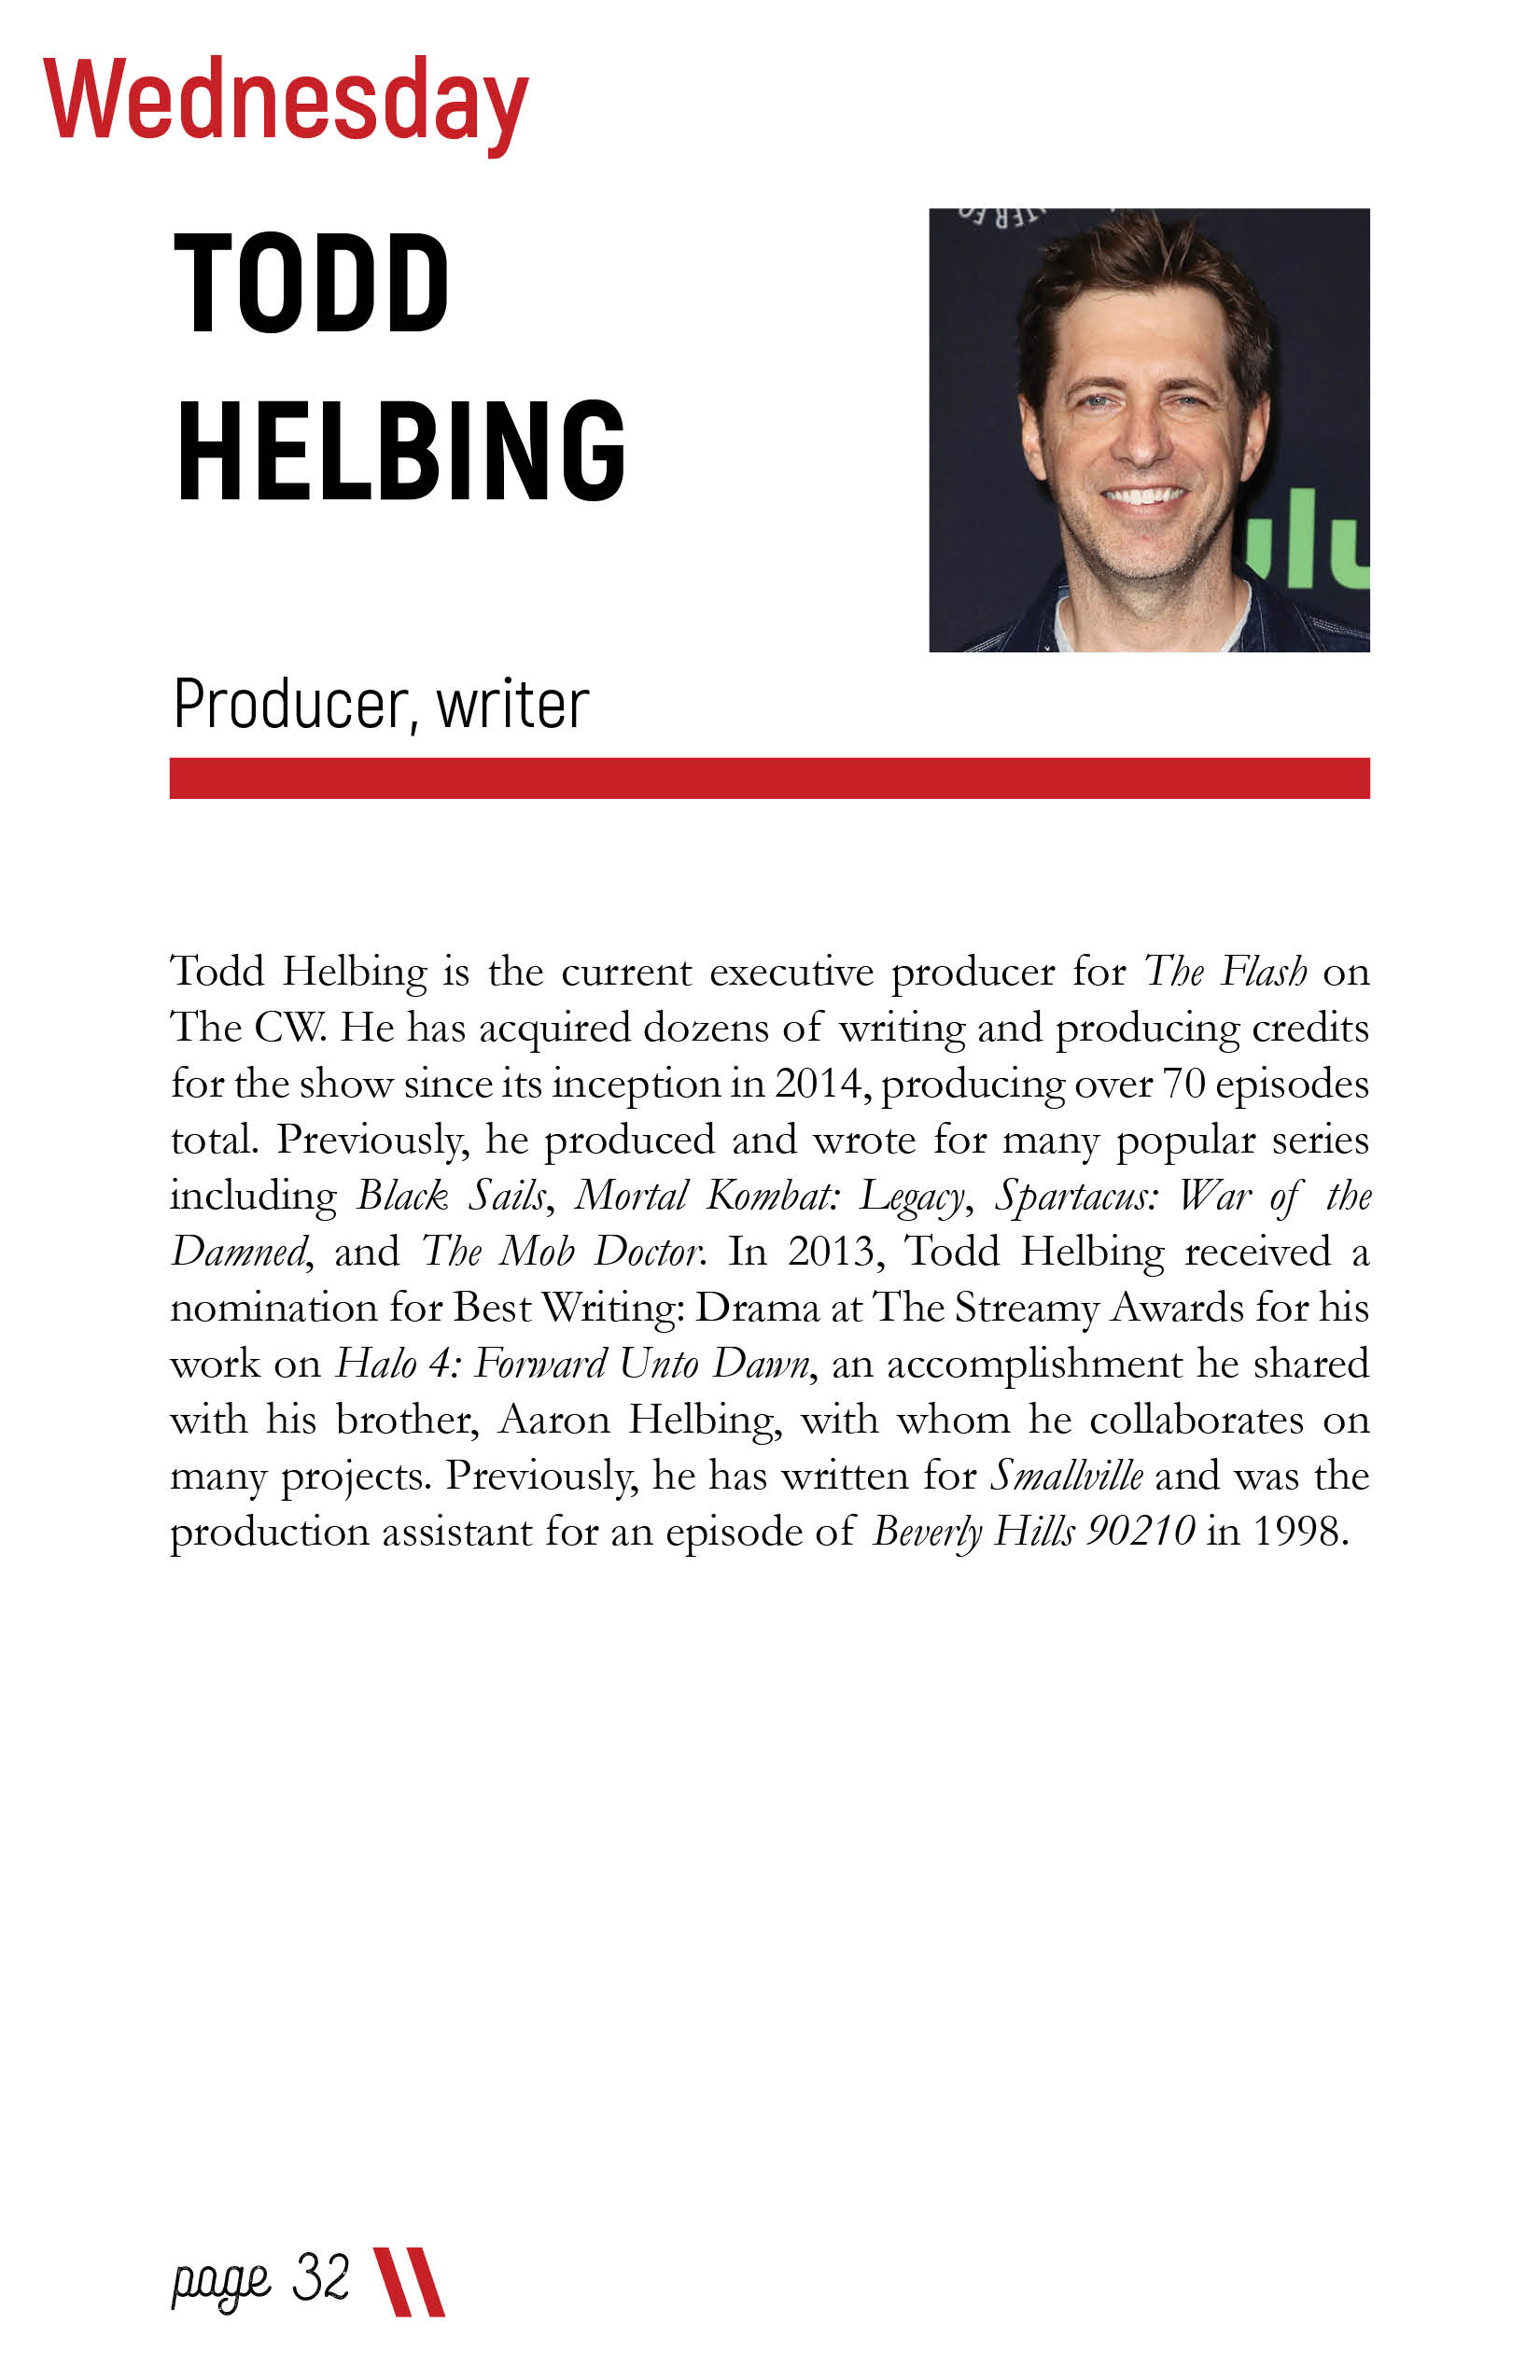 Wednesday
TODD
HELBING
ulu
Producer, writer
Todd Helbing is the current executive producer for The Flash on
The CW. He has acquired dozens of writing and producing credits
for the show since its inception in 2014, producing over 70 episodes
total. Previously, he produced and wrote for many popular series
including Black Sails, Mortal Kombat: Legacy, Spartacus: War of the
Damned, and The Mob Doctor. In 2013, Todd Helbing received a
nomination for Best Writing: Drama at The Streamy Awards for his
work on Halo 4: Forward Unto Dawn, an accomplishment he shared
with his brother, Aaron Helbing, with whom he collaborates on
many projects. Previously, he has written for Smallville and was the
production assistant for an episode of Beverly Hills 90210 in 1998.
page 32